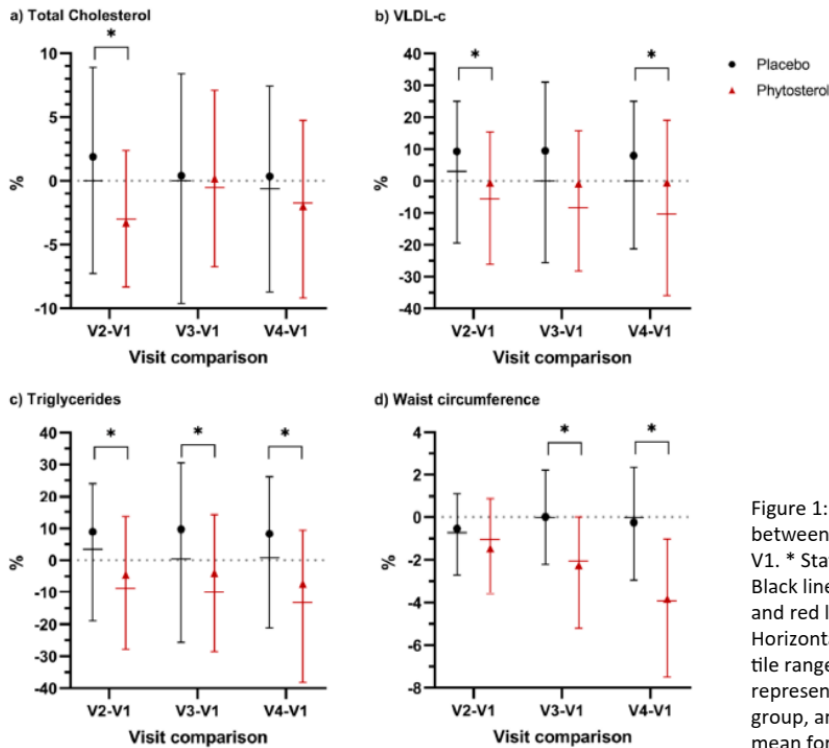 a) Total Cholesterol
*
10
5
0
-5
-10
%
V2-V1 V3-V1 V4-V1
Visit comparison
b) VLDL-c
* *
40
30
20
10
0
-10
-20
-30
-40
%
V2-V1 V3-V1 V4-V1
Visit comparison
Placebo
Phytosterol
c) Triglycerides
* * *
40
30
20
10
0
-10
-20
-30
-40
%
V2-V1 V3-V1 V4-V1
Visit comparison
d) Waist circumference
* *
4
2
0
-2
-4
-6
-8
%
V2-V1 V3-V1 V4-V1
Visit comparison
Figure 1:
between
V1. * Sta
Black line
and red l
Horizonta
tile range
represen
group, ar
mean for